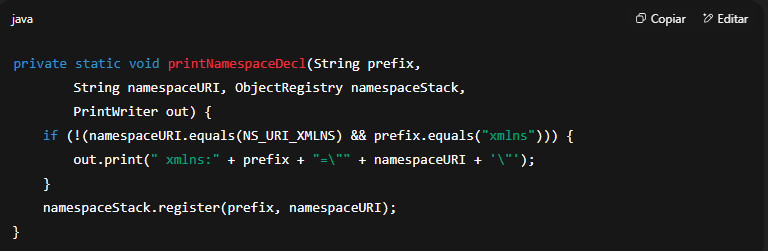 java Copiar Editar
private static void printNamespaceDecl(String prefix,
        String namespaceURI, ObjectRegistry namespaceStack,
        PrintWriter out) {
    if (!(namespaceURI.equals(NS_URI_XMLNS) && prefix.equals("xmlns"))) {
        out.print(" xmlns:" + prefix + "=\"" + namespaceURI + '\"');
    }
    namespaceStack.register(prefix, namespaceURI);
}